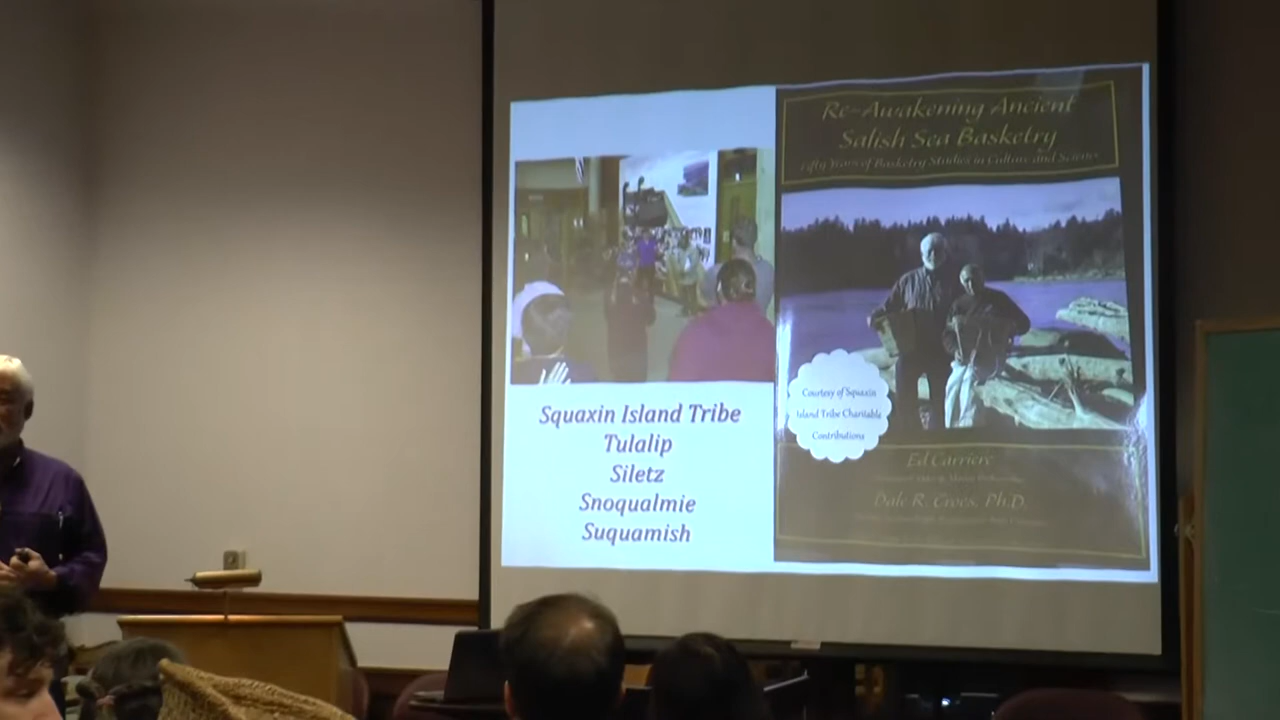 Squaxin Island Tribe
Tulalip
Siletz
Snoqualmie
Suquamish
Re-Awakening Ancient
Salish Sea Basketry
Fifty Years of Basketry Studies in Culture and Science
Courtesy of Squaxin
Island Tribe Charitable
Contributions
Ed Carriere
Dale R. Croes, Ph.D.